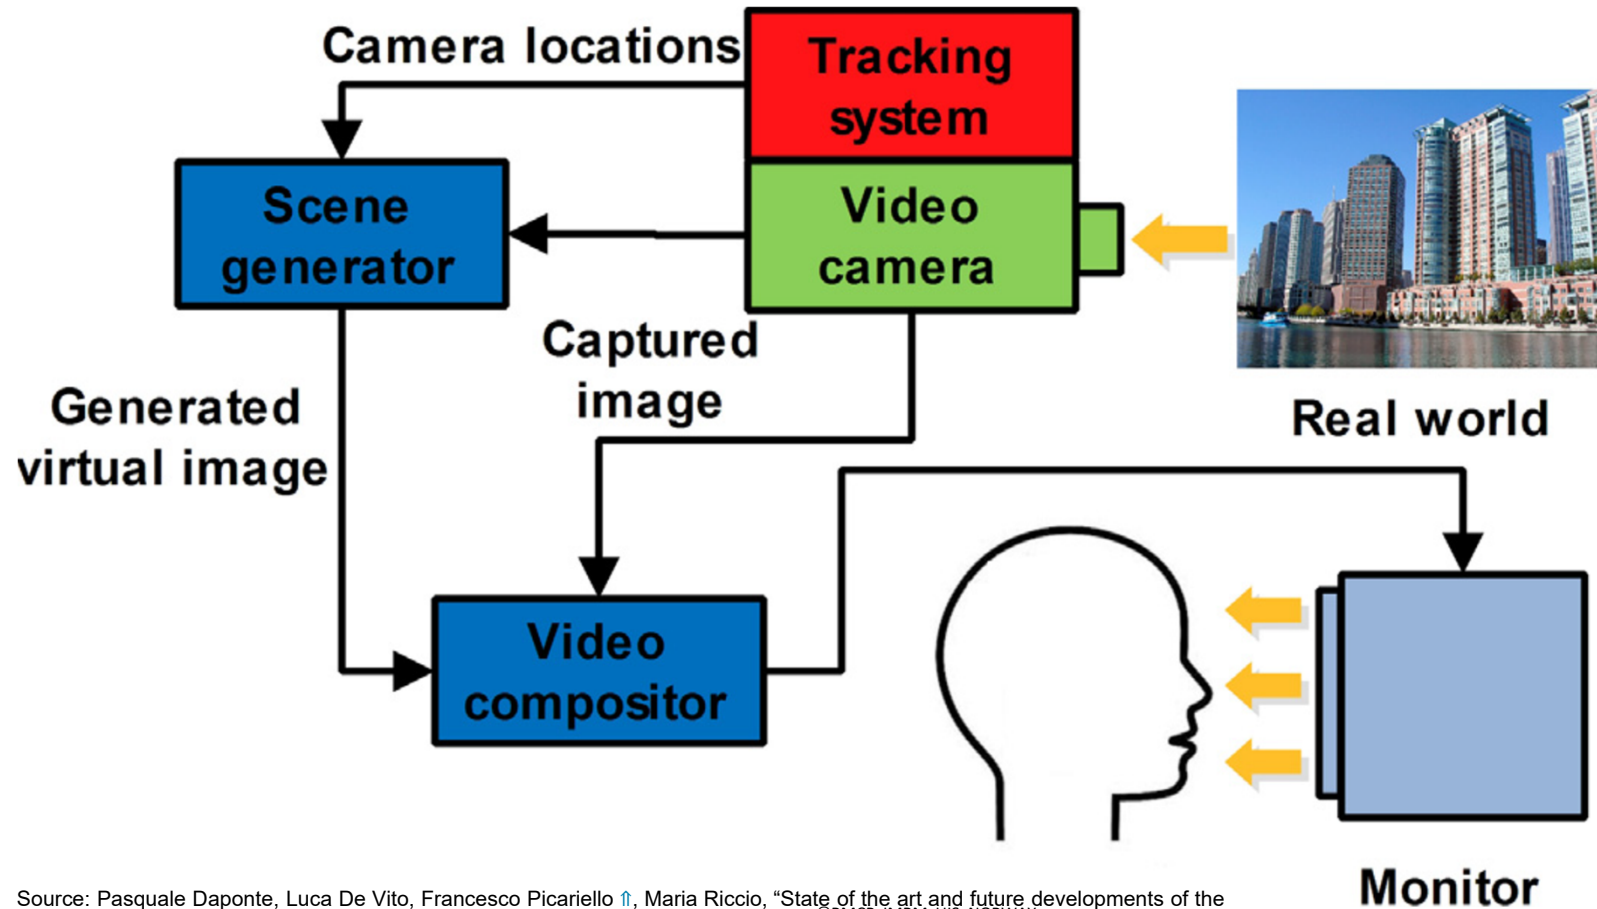 Camera locations
Tracking
system
Scene
generator
Video
camera
Captured
image
Generated
virtual image
Real world
Video
compositor
Monitor
Source: Pasquale Daponte, Luca De Vito, Francesco Picariello ⇑, Maria Riccio, “State of the art and future developments of the